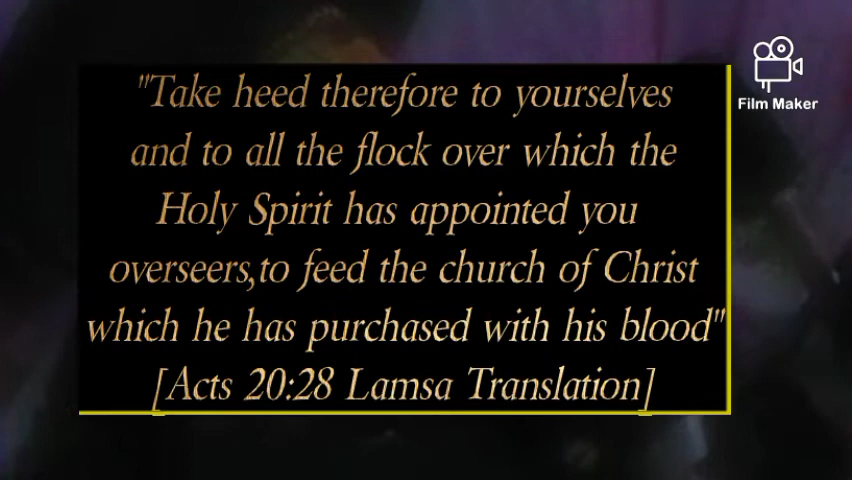 "Take heed therefore to yourselves
and to all the flock over which the
Holy Spirit has appointed you
overseers,to feed the church of Christ
which he has purchased with his blood"
[Acts 20:28 Lamsa Translation]
Film Maker